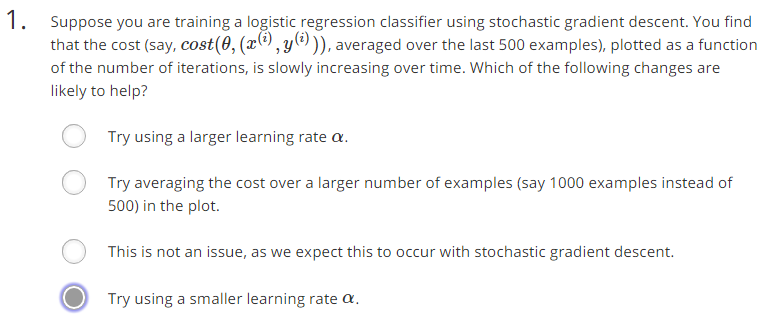 1. Suppose you are training a logistic regression classifier using stochastic gradient descent. You find
that the cost (say, cost(θ, (x^(i), y^(i))), averaged over the last 500 examples), plotted as a function
of the number of iterations, is slowly increasing over time. Which of the following changes are
likely to help?
Try using a larger learning rate α.
Try averaging the cost over a larger number of examples (say 1000 examples instead of
500) in the plot.
This is not an issue, as we expect this to occur with stochastic gradient descent.
Try using a smaller learning rate α.